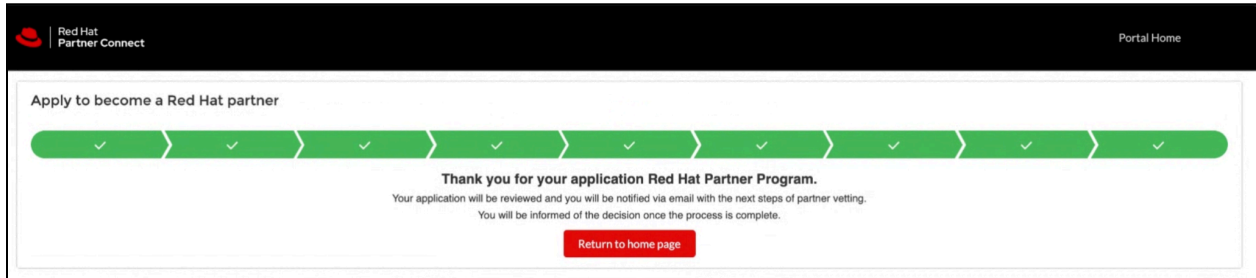 Red Hat
Partner Connect
Portal Home
Apply to become a Red Hat partner
Thank you for your application Red Hat Partner Program.
Your application will be reviewed and you will be notified via email with the next steps of partner vetting.
You will be informed of the decision once the process is complete.
Return to home page